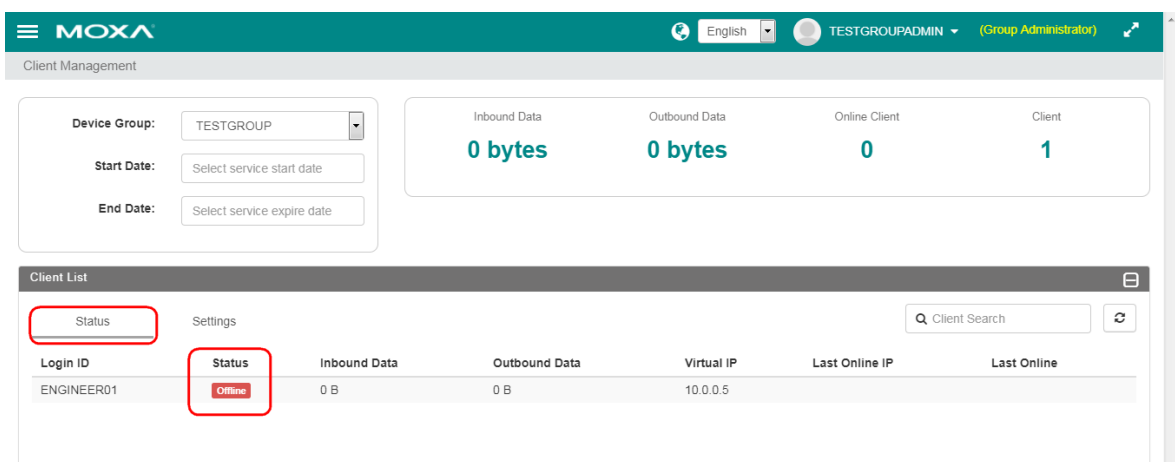 MOXA English TESTGROUPADMIN (Group Administrator)
Client Management
Device Group: TESTGROUP
Start Date: Select service start date
End Date: Select service expire date
Inbound Data Outbound Data Online Client Client
0 bytes 0 bytes 0 1
Client List
Status Settings Client Search
Login ID Status Inbound Data Outbound Data Virtual IP Last Online IP Last Online
ENGINEER01 Offline 0 B 0 B 10.0.0.5